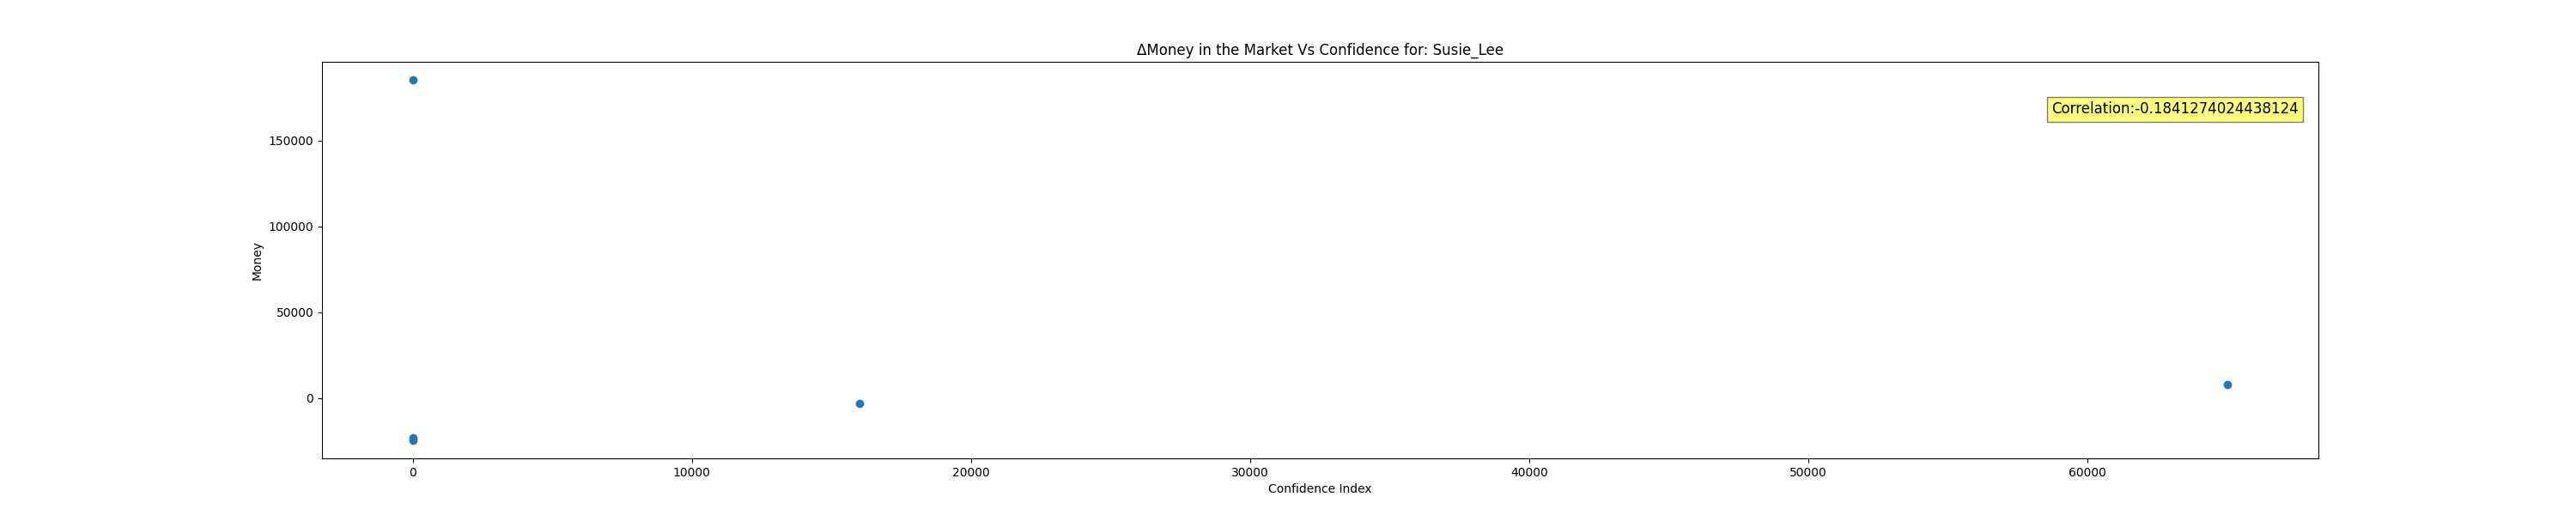 ΔMoney in the Market Vs Confidence for: Susie_Lee
Correlation:-0.1841274024438124
150000
100000
50000
0
Money
0 10000 20000 30000 40000 50000 60000
Confidence Index